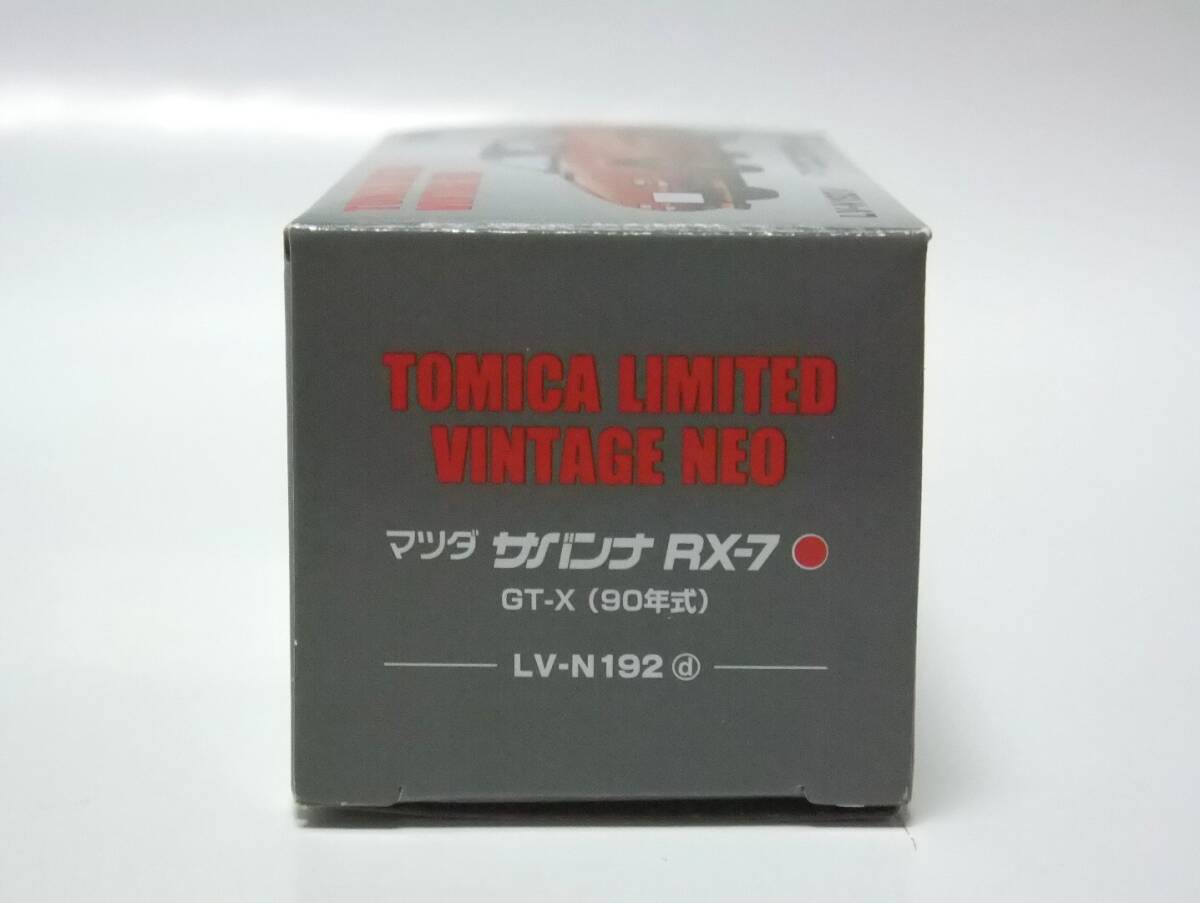 TOMICA LIMITED
VINTAGE NEO
マツダ サバンナ RX-7
GT-X（90年式）
LV-N192 ⓓ